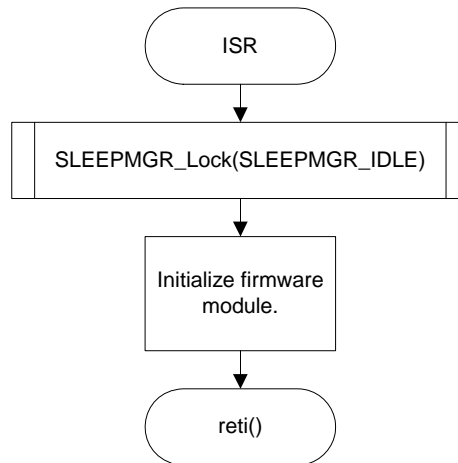 ISR
SLEEPMGR_Lock(SLEEPMGR_IDLE)
Initialize firmware
module.
reti()